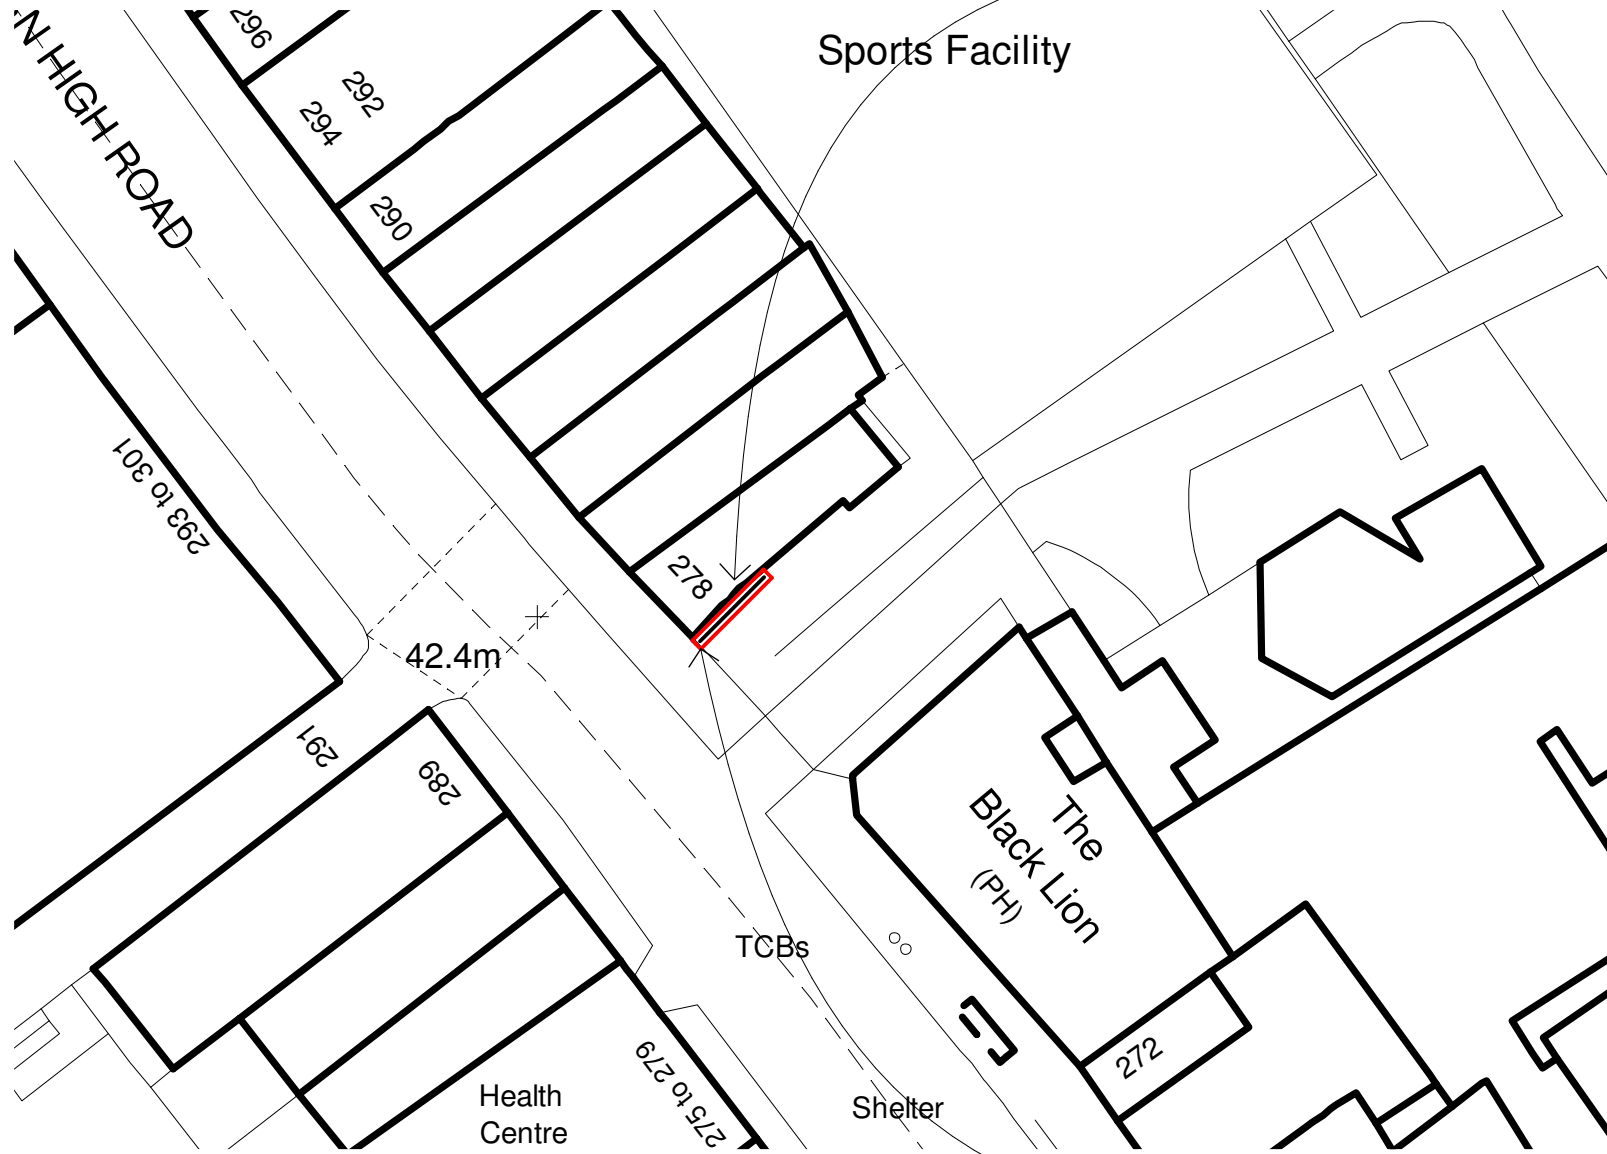 N HIGH ROAD
296
292
294
290
Sports Facility
293 to 301
278
42.4m
291
289
The
Black Lion
(PH)
TCBs
272
275 to 279
Health
Centre
Shelter